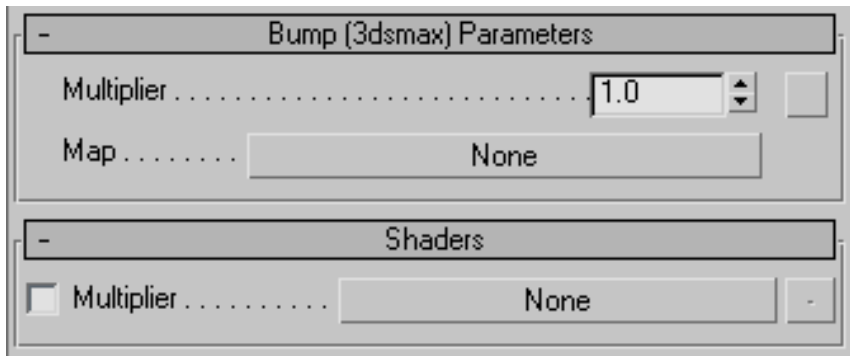 - Bump (3dsmax) Parameters
Multiplier . . . . . . . . . . . . . . . . . . . . . . . . . . . . . 1.0
Map . . . . . . . . None
- Shaders
Multiplier . . . . . . . . . . None -